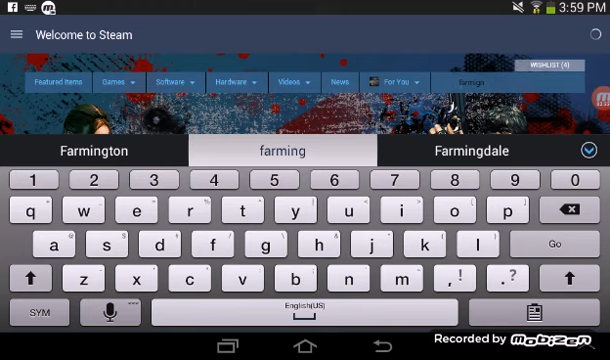 3:59 PM
Welcome to Steam
WISHLIST (4)
Featured Items Games Software Hardware Videos News For You farmign
Farmington farming Farmingdale
1 2 3 4 5 6 7 8 9 0
q w e r t y u i o p
a s d f g h j k l Go
z x c v b n m , ! . ?
SYM English(US)
Recorded by Mobizen